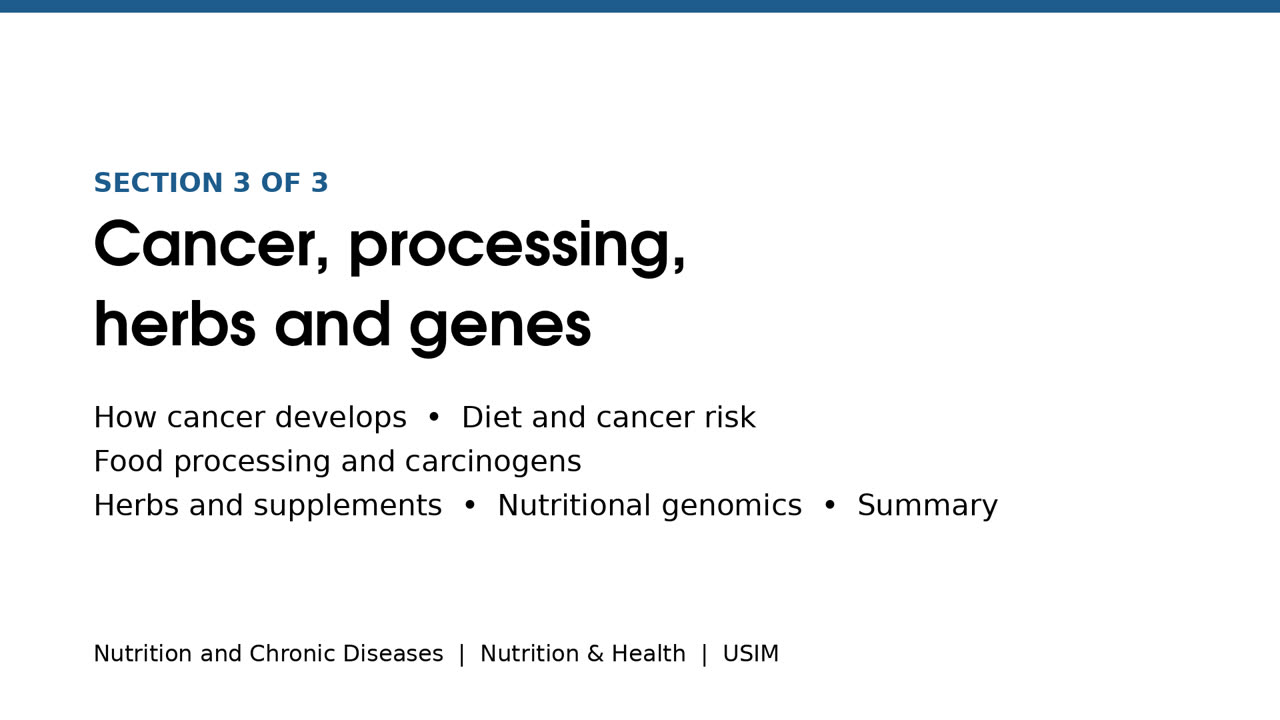 SECTION 3 OF 3
Cancer, processing,
herbs and genes
How cancer develops • Diet and cancer risk
Food processing and carcinogens
Herbs and supplements • Nutritional genomics • Summary
Nutrition and Chronic Diseases | Nutrition & Health | USIM